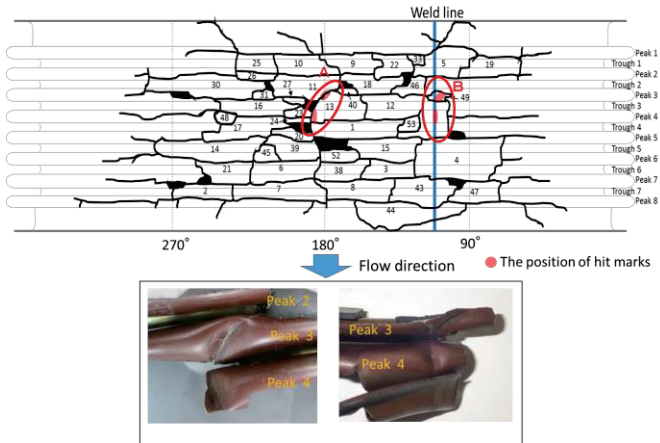 Weld line
Peak 1
Trough 1
Peak 2
Trough 2
Peak 3
Trough 3
Peak 4
Trough 4
Peak 5
Trough 5
Peak 6
Trough 6
Peak 7
Trough 7
Peak 8
25 10 9 22 33 5 19
26 A
30 27 11 18 46 B
31 49
16 13 40 12
48 23
17 24 1 53
20
14 45 39 52 15 4
21 6 38 3
2 7 8 43 47
44
270° 180° 90°
Flow direction
The position of hit marks
Peak 2
Peak 3
Peak 4
Peak 3
Peak 4